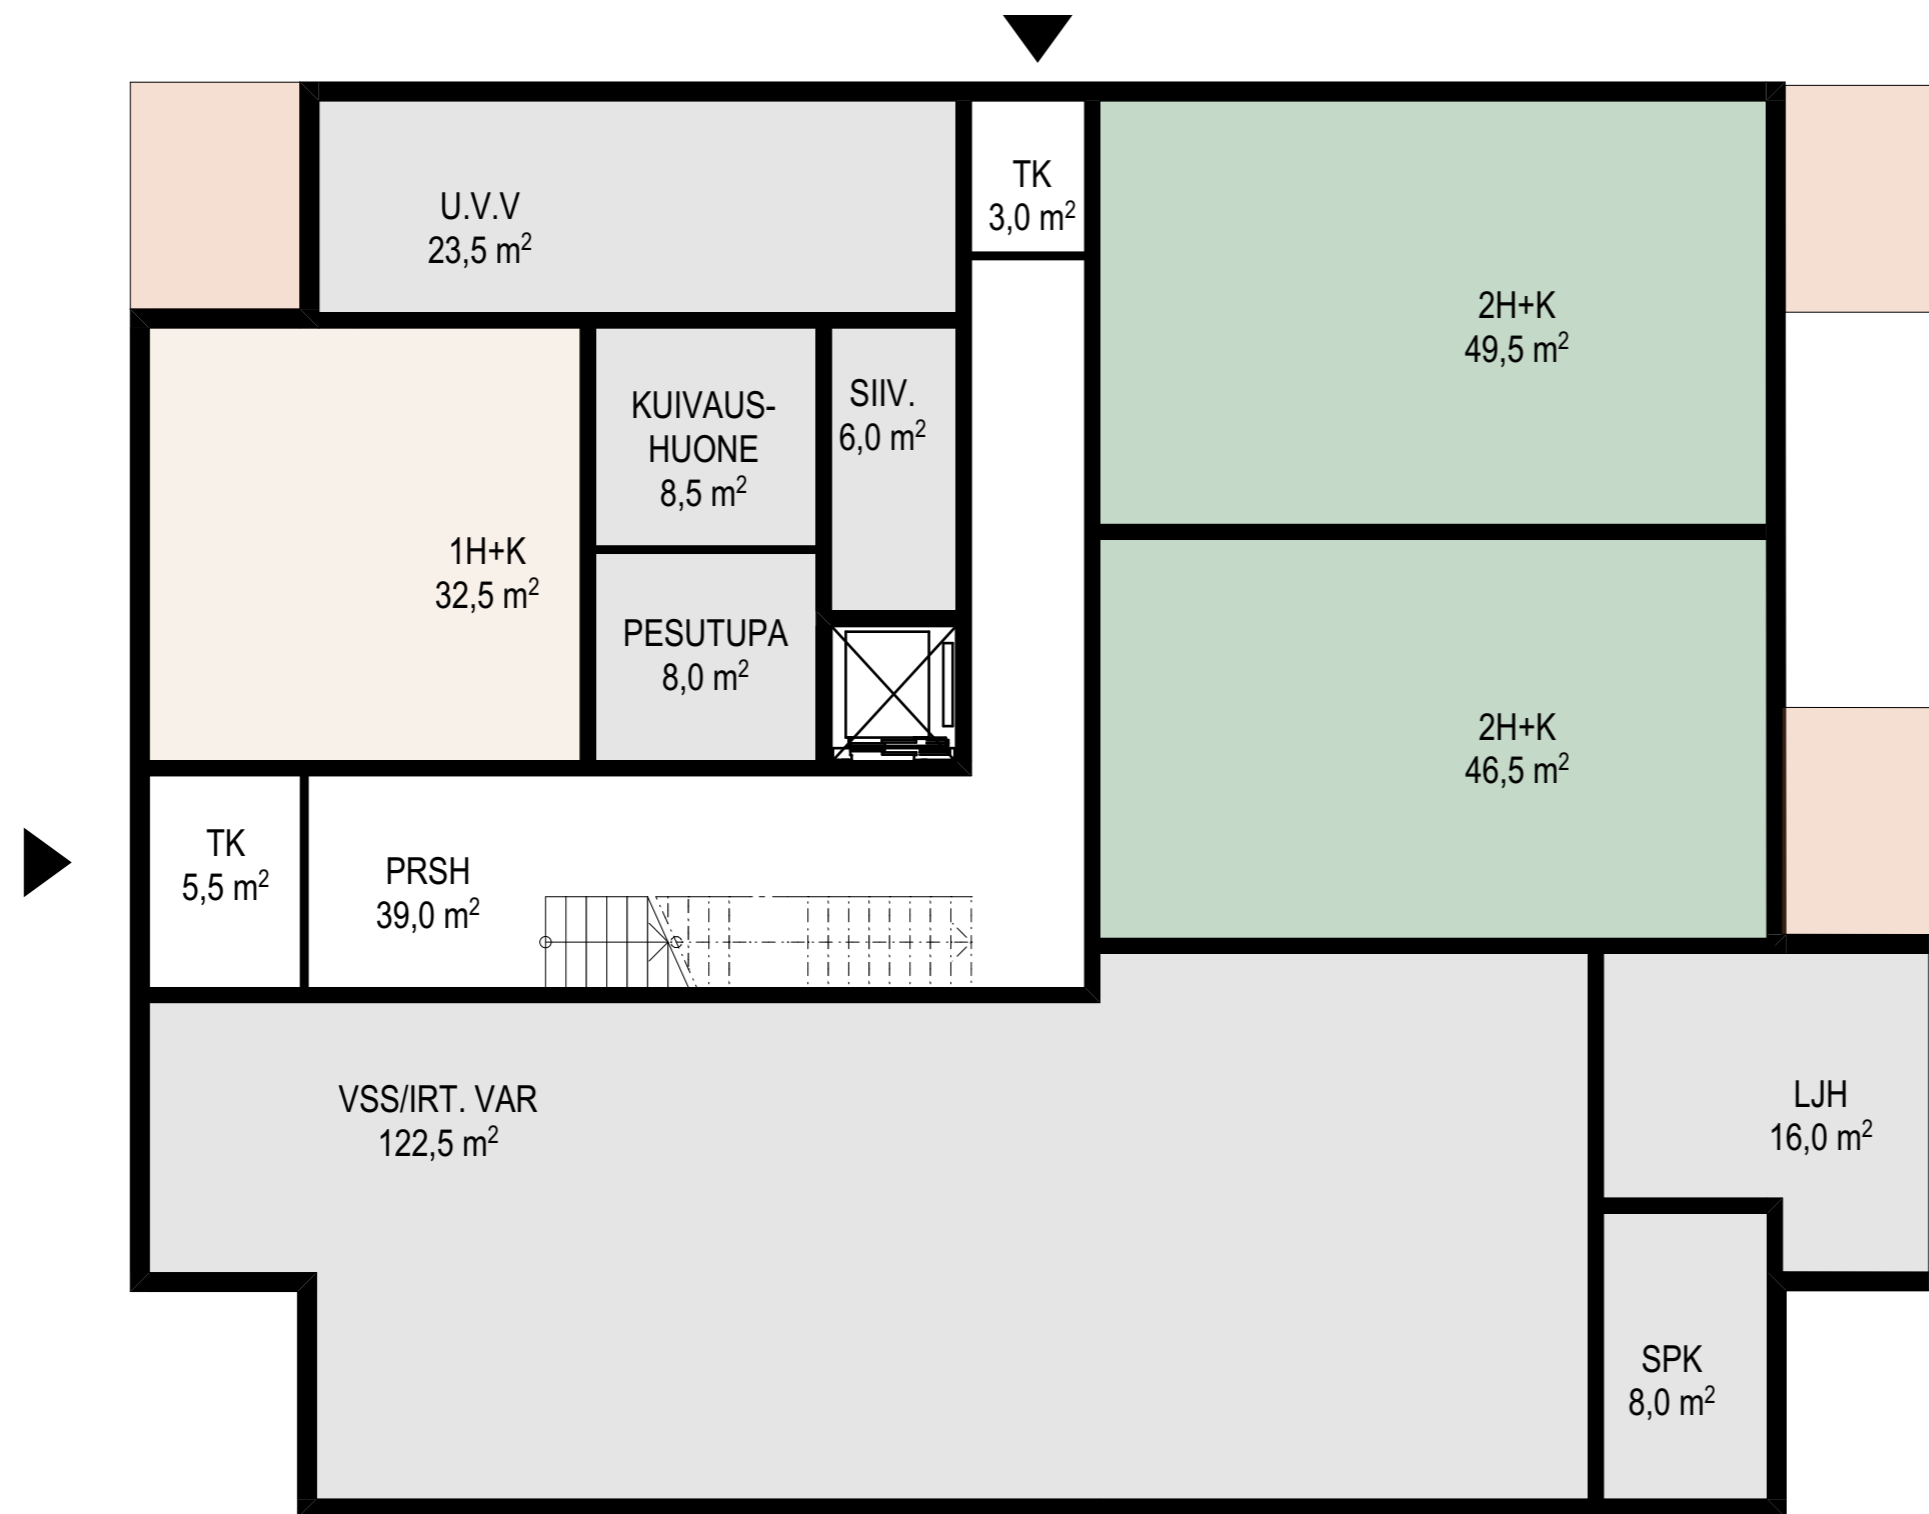 TK
3,0 m²
U.V.V
23,5 m²
2H+K
49,5 m²
KUIVAUS-
HUONE
8,5 m²
SIIV.
6,0 m²
1H+K
32,5 m²
PESUTUPA
8,0 m²
2H+K
46,5 m²
TK
5,5 m²
PRSH
39,0 m²
VSS/IRT. VAR
122,5 m²
LJH
16,0 m²
SPK
8,0 m²